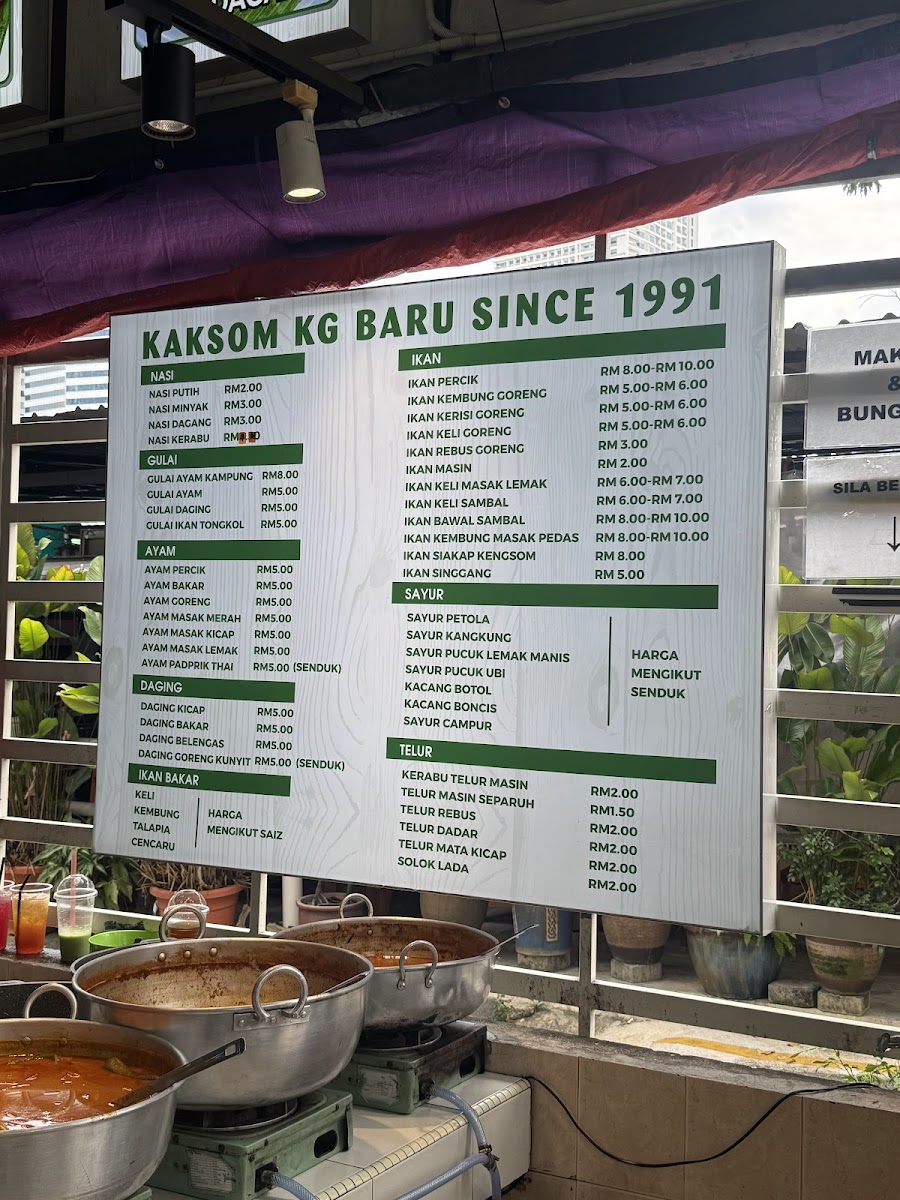 KAKSOM KG BARU SINCE 1991
NASI
NASI PUTIH RM2.00
NASI MINYAK RM3.00
NASI DAGANG RM3.00
NASI KERABU
GULAI
GULAI AYAM KAMPUNG RM8.00
GULAI AYAM RM5.00
GULAI DAGING RM5.00
GULAI IKAN TONGKOL RM5.00
AYAM
AYAM PERCIK RM5.00
AYAM BAKAR RM5.00
AYAM GORENG RM5.00
AYAM MASAK MERAH RM5.00
AYAM MASAK KICAP RM5.00
AYAM MASAK LEMAK RM5.00
AYAM PADPRIK THAI RM5.00 (SENDUK)
DAGING
DAGING KICAP RM5.00
DAGING BAKAR RM5.00
DAGING BELENGAS RM5.00
DAGING GORENG KUNYIT RM5.00 (SENDUK)
IKAN BAKAR
KELI
KEMBUNG
TALAPIA
CENCARU
HARGA
MENGIKUT SAIZ
IKAN
IKAN PERCIK RM 8.00-RM 10.00
IKAN KEMBUNG GORENG RM 5.00-RM 6.00
IKAN KERISI GORENG RM 5.00-RM 6.00
IKAN KELI GORENG RM 5.00-RM 6.00
IKAN REBUS GORENG RM 3.00
IKAN MASIN RM 2.00
IKAN KELI MASAK LEMAK RM 6.00-RM 7.00
IKAN KELI SAMBAL RM 6.00-RM 7.00
IKAN BAWAL SAMBAL RM 8.00-RM 10.00
IKAN KEMBUNG MASAK PEDAS RM 8.00-RM 10.00
IKAN SIAKAP KENGSOM RM 8.00
IKAN SINGGANG RM 5.00
SAYUR
SAYUR PETOLA
SAYUR KANGKUNG
SAYUR PUCUK LEMAK MANIS
SAYUR PUCUK UBI
KACANG BOTOL
KACANG BONCIS
SAYUR CAMPUR
HARGA
MENGIKUT
SENDUK
TELUR
KERABU TELUR MASIN RM2.00
TELUR MASIN SEPARUH RM1.50
TELUR REBUS RM2.00
TELUR DADAR RM2.00
TELUR MATA KICAP RM2.00
SOLOK LADA RM2.00
MAK
&
BUNG
SILA BE